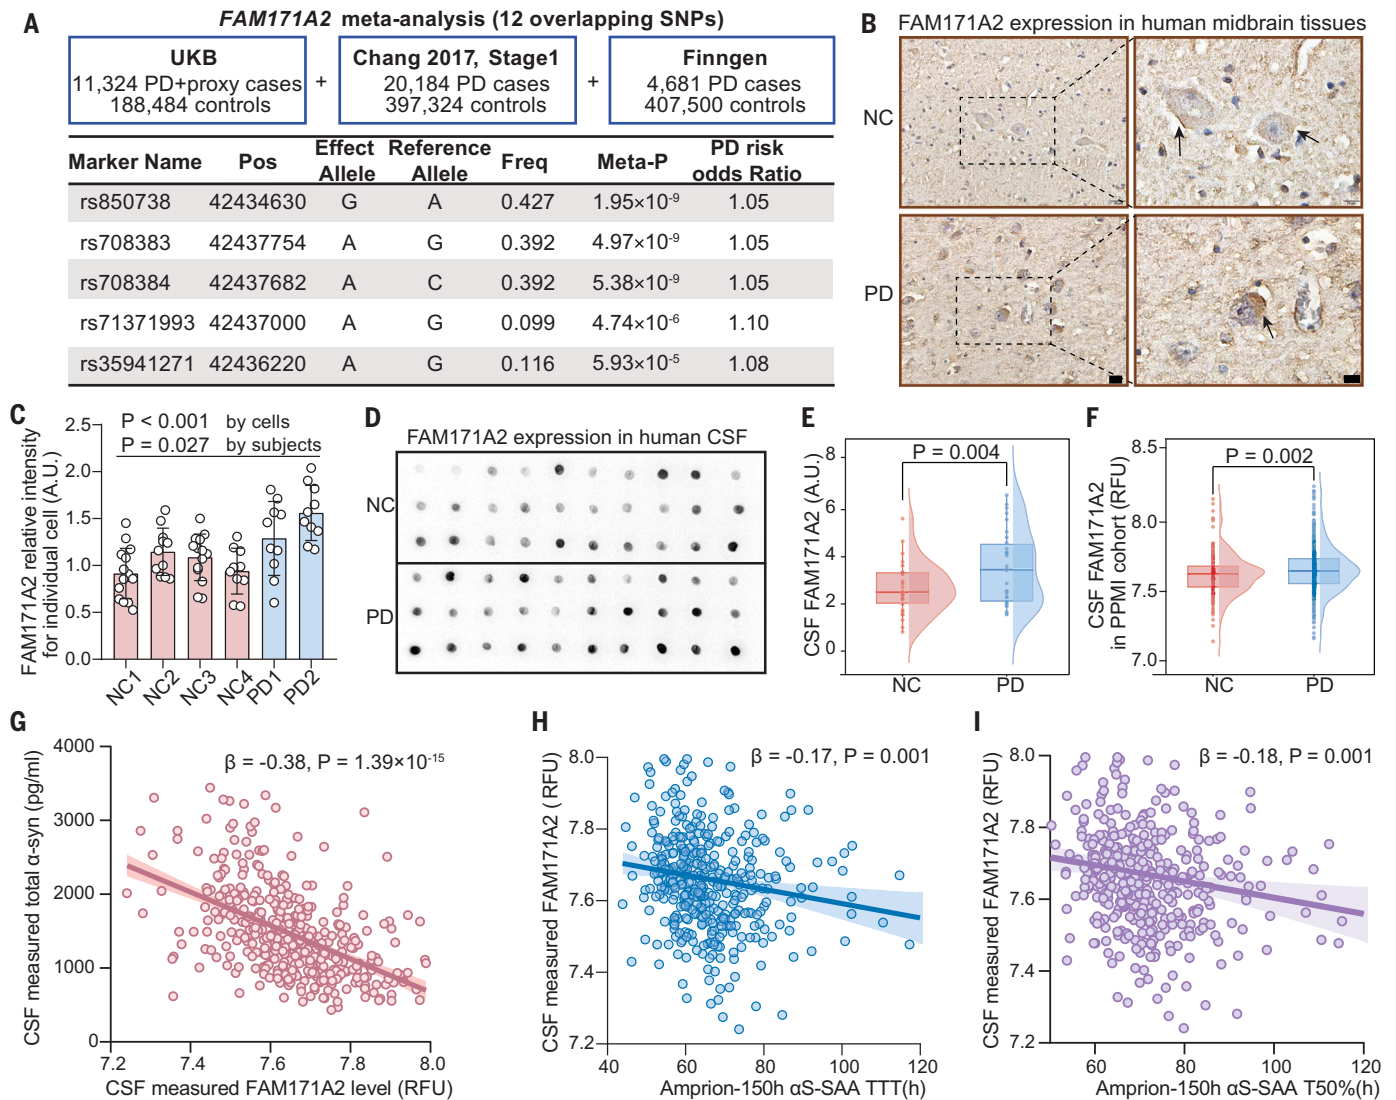 A
FAM171A2 meta-analysis (12 overlapping SNPs)
UKB
11,324 PD+proxy cases
188,484 controls
+
Chang 2017, Stage1
20,184 PD cases
397,324 controls
+
Finngen
4,681 PD cases
407,500 controls
Marker Name Pos Effect Allele Reference Allele Freq Meta-P PD risk odds Ratio
rs850738 42434630 G A 0.427 1.95×10⁻⁹ 1.05
rs708383 42437754 A G 0.392 4.97×10⁻⁹ 1.05
rs708384 42437682 A C 0.392 5.38×10⁻⁹ 1.05
rs71371993 42437000 A G 0.099 4.74×10⁻⁶ 1.10
rs35941271 42436220 A G 0.116 5.93×10⁻⁵ 1.08
B
FAM171A2 expression in human midbrain tissues
NC
PD
C
FAM171A2 relative intensity
for individual cell (A.U.)
P < 0.001 by cells
P = 0.027 by subjects
2.5
2.0
1.5
1.0
0.5
0.0
NC1 NC2 NC3 NC4 PD1 PD2
D
FAM171A2 expression in human CSF
NC
PD
E
CSF FAM171A2 (A.U.)
P = 0.004
8
6
4
2
0
NC PD
F
CSF FAM171A2
in PPMI cohort (RFU)
P = 0.002
8.5
8.0
7.5
7.0
NC PD
G
CSF measured total α-syn (pg/ml)
β = -0.38, P = 1.39×10⁻¹⁵
4000
3000
2000
1000
0
7.2 7.4 7.6 7.8 8.0
CSF measured FAM171A2 level (RFU)
H
CSF measured FAM171A2 (RFU)
β = -0.17, P = 0.001
8.0
7.8
7.6
7.4
7.2
40 60 80 100 120
Amprion-150h αS-SAA TTT(h)
I
CSF measured FAM171A2 (RFU)
β = -0.18, P = 0.001
8.0
7.8
7.6
7.4
7.2
60 80 100 120
Amprion-150h αS-SAA T50%(h)